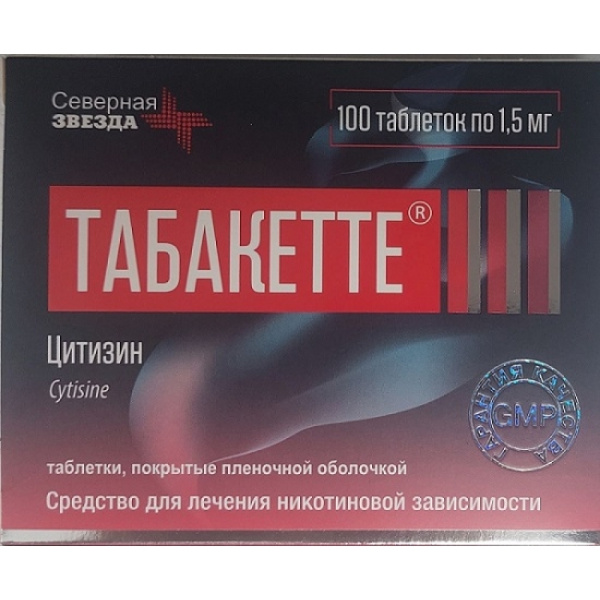 Северная
ЗВЕЗДА
100 таблеток по 1,5 мг
ТАБАКЕТТЕ®
Цитизин
Cytisine
ГАРАНТИЯ КАЧЕСТВА
GMP
таблетки, покрытые пленочной оболочкой
Средство для лечения никотиновой зависимости